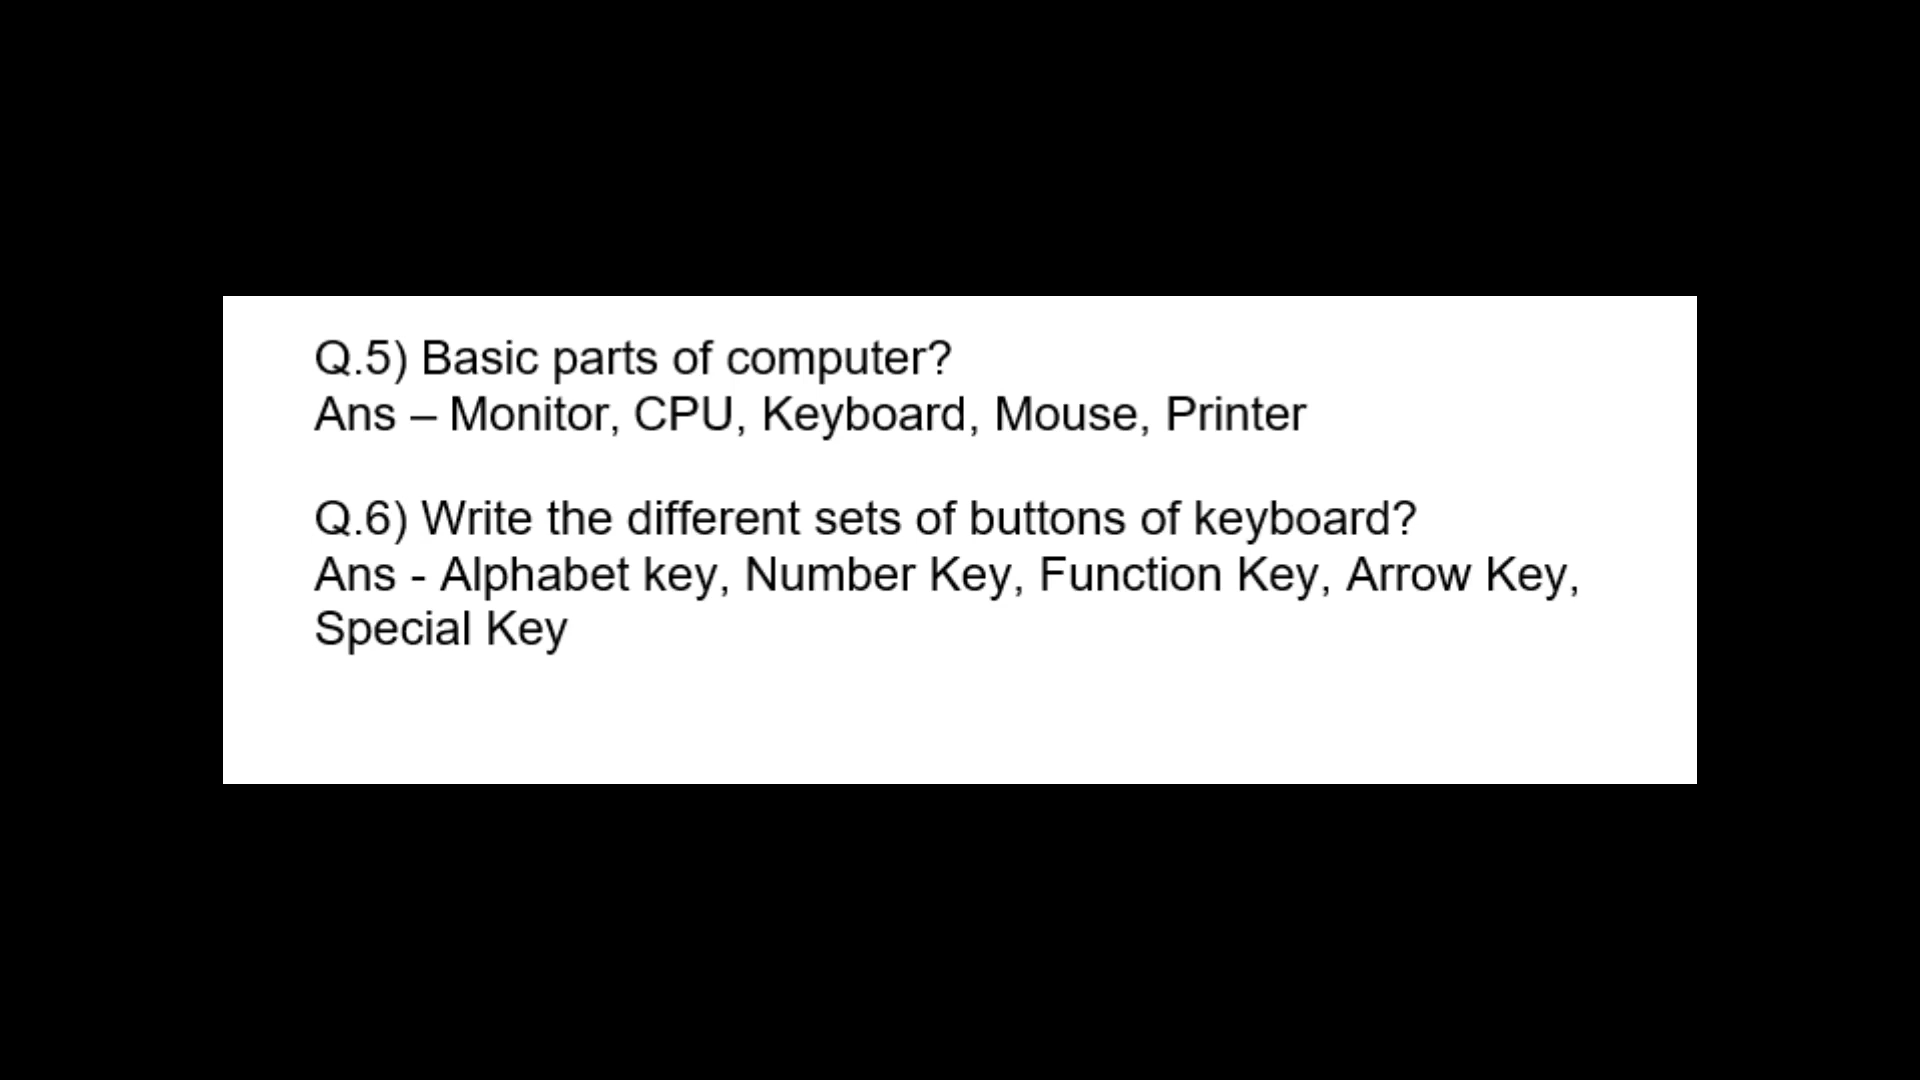 Q.5) Basic parts of computer?
Ans – Monitor, CPU, Keyboard, Mouse, Printer
Q.6) Write the different sets of buttons of keyboard?
Ans - Alphabet key, Number Key, Function Key, Arrow Key,
Special Key